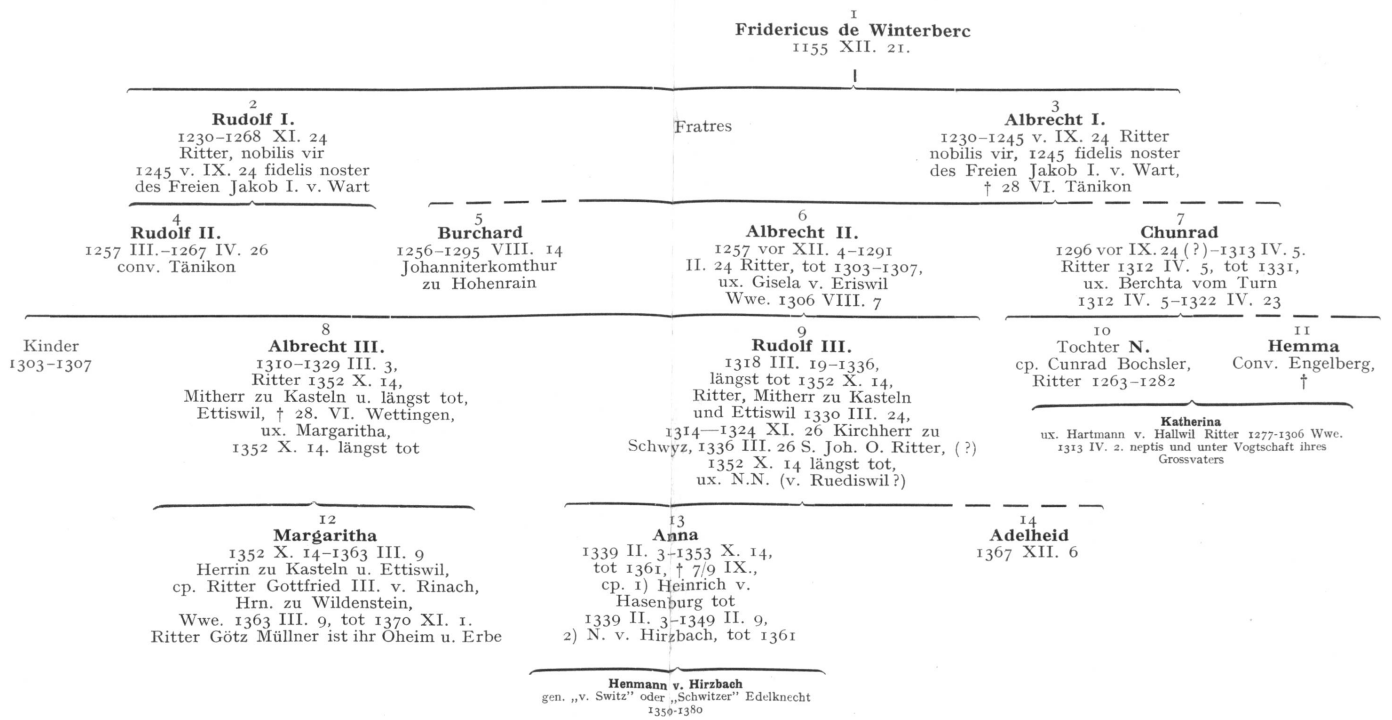 1
Fridericus de Winterberc
1155 XII. 21.
2
Rudolf I.
1230–1268 XI. 24
Ritter, nobilis vir
1245 v. IX. 24 fidelis noster
des Freien Jakob I. v. Wart
Fratres
3
Albrecht I.
1230–1245 v. IX. 24 Ritter
nobilis vir, 1245 fidelis noster
des Freien Jakob I. v. Wart,
† 28 VI. Tänikon
4
Rudolf II.
1257 III.–1267 IV. 26
conv. Tänikon
5
Burchard
1256–1295 VIII. 14
Johanniterkomthur
zu Hohenrain
6
Albrecht II.
1257 vor XII. 4–1291
II. 24 Ritter, tot 1303–1307,
ux. Gisela v. Eriswil
Wwe. 1306 VIII. 7
7
Chunrad
1296 vor IX. 24 (?)–1313 IV. 5.
Ritter 1312 IV. 5, tot 1331,
ux. Berchta vom Turn
1312 IV. 5–1322 IV. 23
Kinder
1303–1307
8
Albrecht III.
1310–1329 III. 3,
Ritter 1352 X. 14,
Mitherr zu Kasteln u. längst tot,
Ettiswil, † 28. VI. Wettingen,
ux. Margaritha,
1352 X. 14. längst tot
9
Rudolf III.
1318 III. 19–1336,
längst tot 1352 X. 14,
Ritter, Mitherr zu Kasteln
und Ettiswil 1330 III. 24,
1314—1324 XI. 26 Kirchherr zu
Schwyz, 1336 III. 26 S. Joh. O. Ritter, (?)
1352 X. 14 längst tot,
ux. N.N. (v. Ruediswil?)
10
Tochter N.
cp. Cunrad Bochsler,
Ritter 1263–1282
11
Hemma
Conv. Engelberg,
†
Katherina
ux. Hartmann v. Hallwil Ritter 1277-1306 Wwe.
1313 IV. 2. neptis und unter Vogtschaft ihres
Grossvaters
12
Margaritha
1352 X. 14–1363 III. 9
Herrin zu Kasteln u. Ettiswil,
cp. Ritter Gottfried III. v. Rinach,
Hrn. zu Wildenstein,
Wwe. 1363 III. 9, tot 1370 XI. 1.
Ritter Götz Müllner ist ihr Oheim u. Erbe
13
Anna
1339 II. 3–1353 X. 14,
tot 1361, † 7/9 IX.,
cp. 1) Heinrich v.
Hasenburg tot
1339 II. 3–1349 II. 9,
2) N. v. Hirzbach, tot 1361
14
Adelheid
1367 XII. 6
Henmann v. Hirzbach
gen. „v. Switz” oder „Schwitzer” Edelknecht
1350-1380